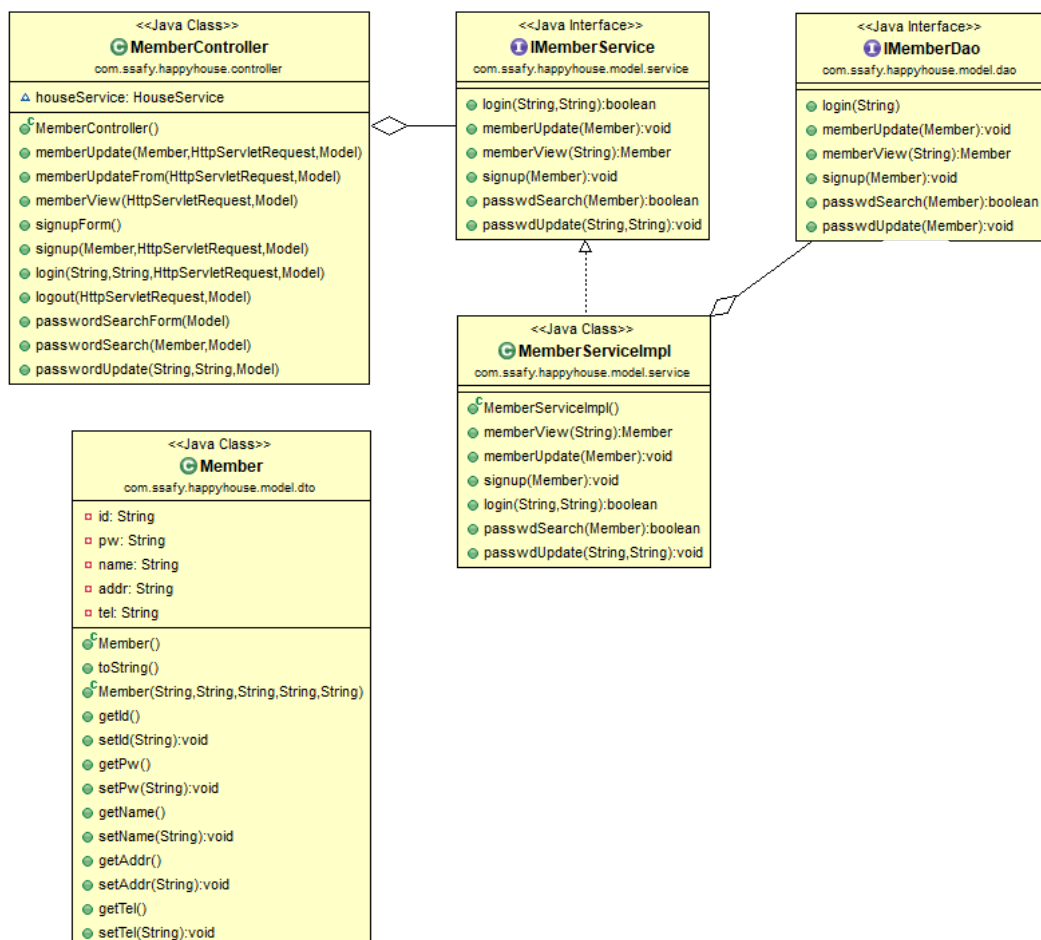 <<Java Class>>
MemberController
com.ssafy.happyhouse.controller
houseService: HouseService
MemberController()
memberUpdate(Member,HttpServletRequest,Model)
memberUpdateFrom(HttpServletRequest,Model)
memberView(HttpServletRequest,Model)
signupForm()
signup(Member,HttpServletRequest,Model)
login(String,String,HttpServletRequest,Model)
logout(HttpServletRequest,Model)
passwordSearchForm(Model)
passwordSearch(Member,Model)
passwordUpdate(String,String,Model)
<<Java Interface>>
IMemberService
com.ssafy.happyhouse.model.service
login(String,String):boolean
memberUpdate(Member):void
memberView(String):Member
signup(Member):void
passwdSearch(Member):boolean
passwdUpdate(String,String):void
<<Java Interface>>
IMemberDao
com.ssafy.happyhouse.model.dao
login(String)
memberUpdate(Member):void
memberView(String):Member
signup(Member):void
passwdSearch(Member):boolean
passwdUpdate(Member):void
<<Java Class>>
MemberServiceImpl
com.ssafy.happyhouse.model.service
MemberServiceImpl()
memberView(String):Member
memberUpdate(Member):void
signup(Member):void
login(String,String):boolean
passwdSearch(Member):boolean
passwdUpdate(String,String):void
<<Java Class>>
Member
com.ssafy.happyhouse.model.dto
id: String
pw: String
name: String
addr: String
tel: String
Member()
toString()
Member(String,String,String,String,String)
getId()
setId(String):void
getPw()
setPw(String):void
getName()
setName(String):void
getAddr()
setAddr(String):void
getTel()
setTel(String):void